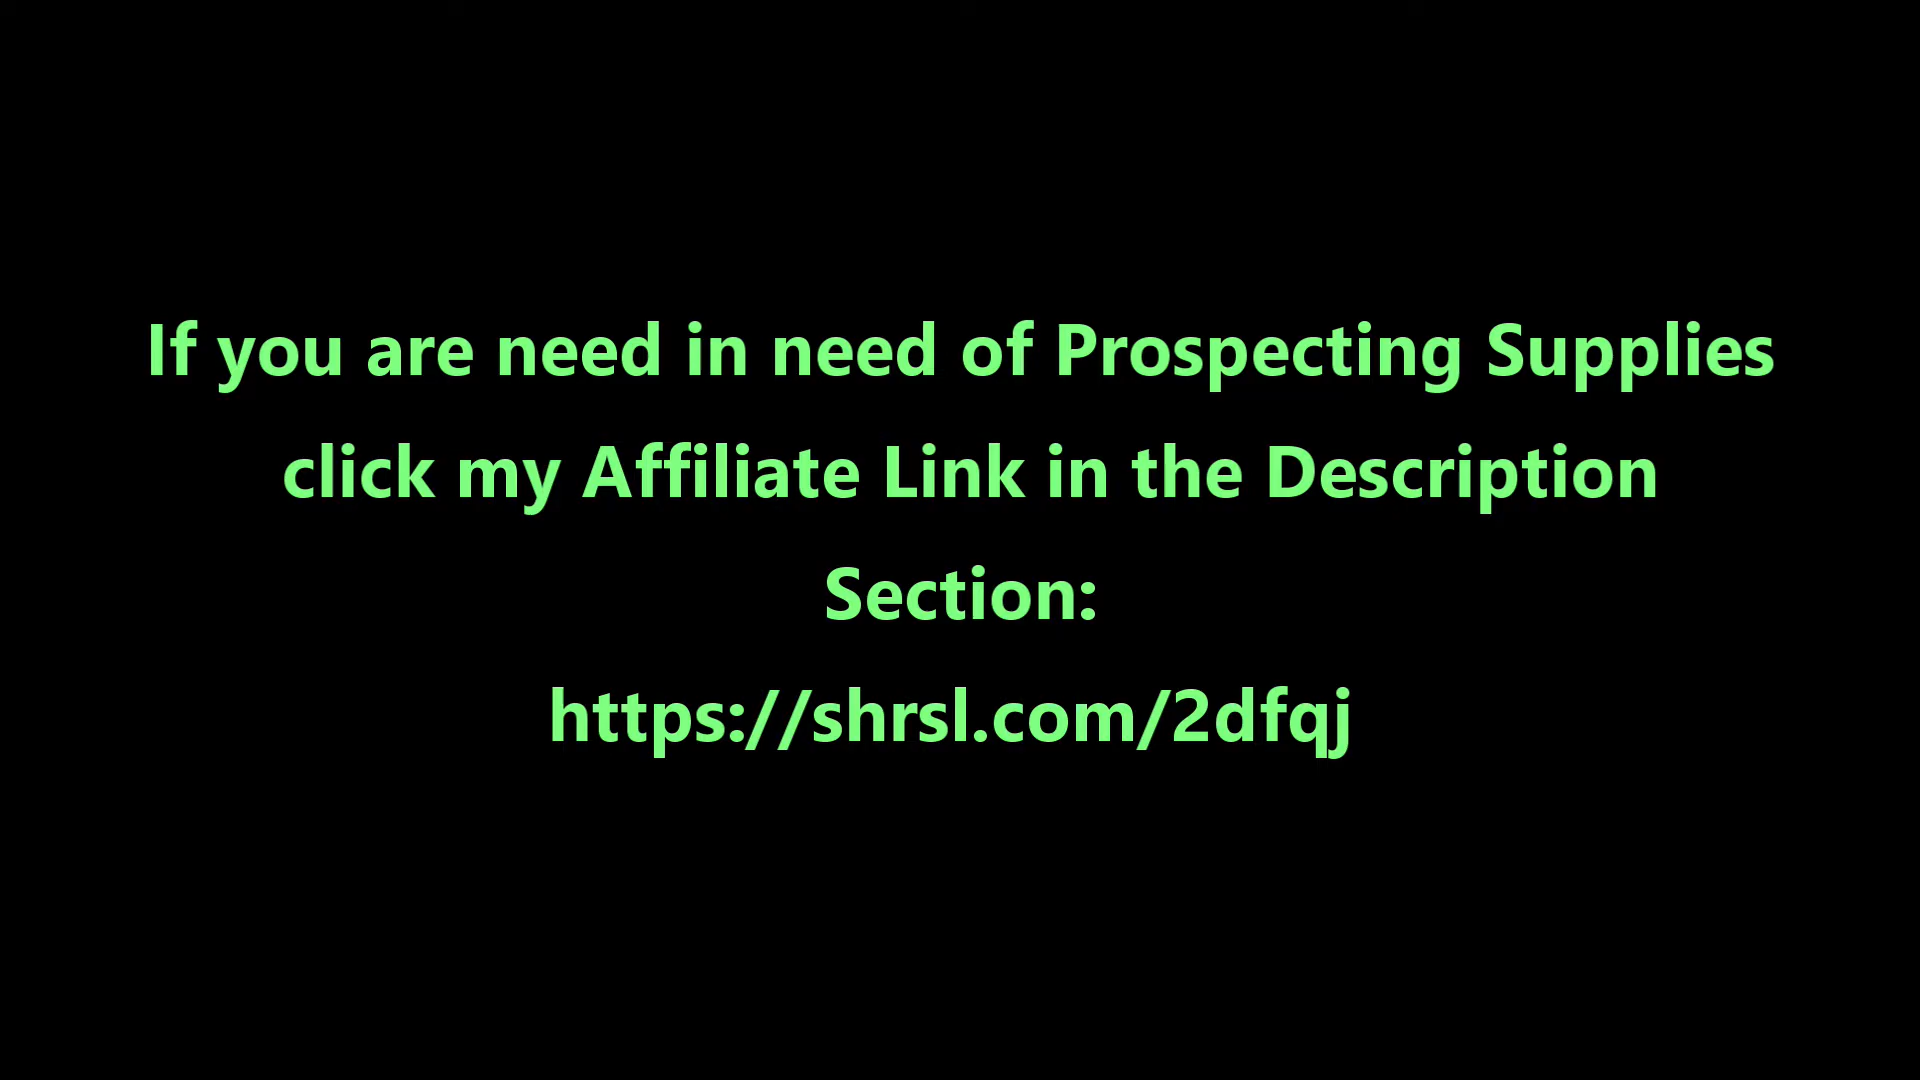 If you are need in need of Prospecting Supplies
click my Affiliate Link in the Description
Section:
https://shrsl.com/2dfqj